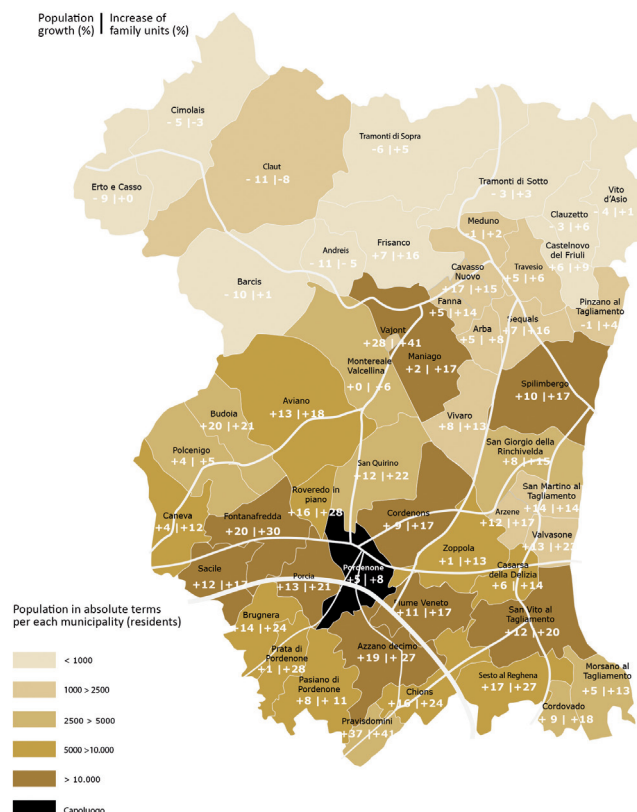 Population | Increase of
growth (%) | family units (%)
Cimolais
- 5 |-3
Tramonti di Sopra
-6 |+5
Claut
- 11 |-8
Erto e Casso
- 9 |+0
Tramonti di Sotto
- 3 |+3
Vito
d'Asio
- 4 |+1
Clauzetto
-3 |+6
Meduno
-1 |+2
Andreis
- 11|- 5
Frisanco
+7 |+16
Castelnovo
del Friuli
+6 |+9
Cavasso
Nuovo
+17 |+15
Travesio
+5 |+6
Barcis
- 10 |+1
Fanna
+5 |+14
Pinzano al
Tagliamento
-1 |+4
Arba
+5 | +8
Sequals
+7 |+16
Vajont
+28 | +41
Maniago
+2 | +17
Montereale
Valcellina
+0 | +6
Spilimbergo
+10 | +17
Aviano
+13 | +18
Budoia
+20 | +21
Vivaro
+8 |+13
San Giorgio della
Rinchivelda
+8 |+15
Polcenigo
+4 | +5
San Quirino
+12 | +22
San Martino al
Tagliamento
+14 | +14
Roveredo in
piano
+16 | +28
Caneva
+4 | +12
Fontanafredda
+20 | +30
Cordenons
+ 9 | +17
Arzene
+12 | +17
Valvasone
Zoppola
+1 | +13
Sacile
Porcia
+13 | +21
Pordenone
+5 | +8
Casarsa
della Delizia
+6 | +14
Fiume Veneto
+11 | +17
San Vito al
Tagliamento
+12 | +20
Brugnera
+14 | +24
Azzano decimo
+19 | + 27
Prata di
Pordenone
+1 | +28
Pasiano di
Pordenone
+8 | + 11
Chions
+16 | +24
Sesto al Reghena
+17 | +27
Morsano al
Tagliamento
+5 | +13
Cordovado
+ 9 | +18
Pravisdomini
+37 | +41
Population in absolute terms
per each municipality (residents)
< 1000
1000 > 2500
2500 > 5000
5000 >10.000
> 10.000
Capoluogo